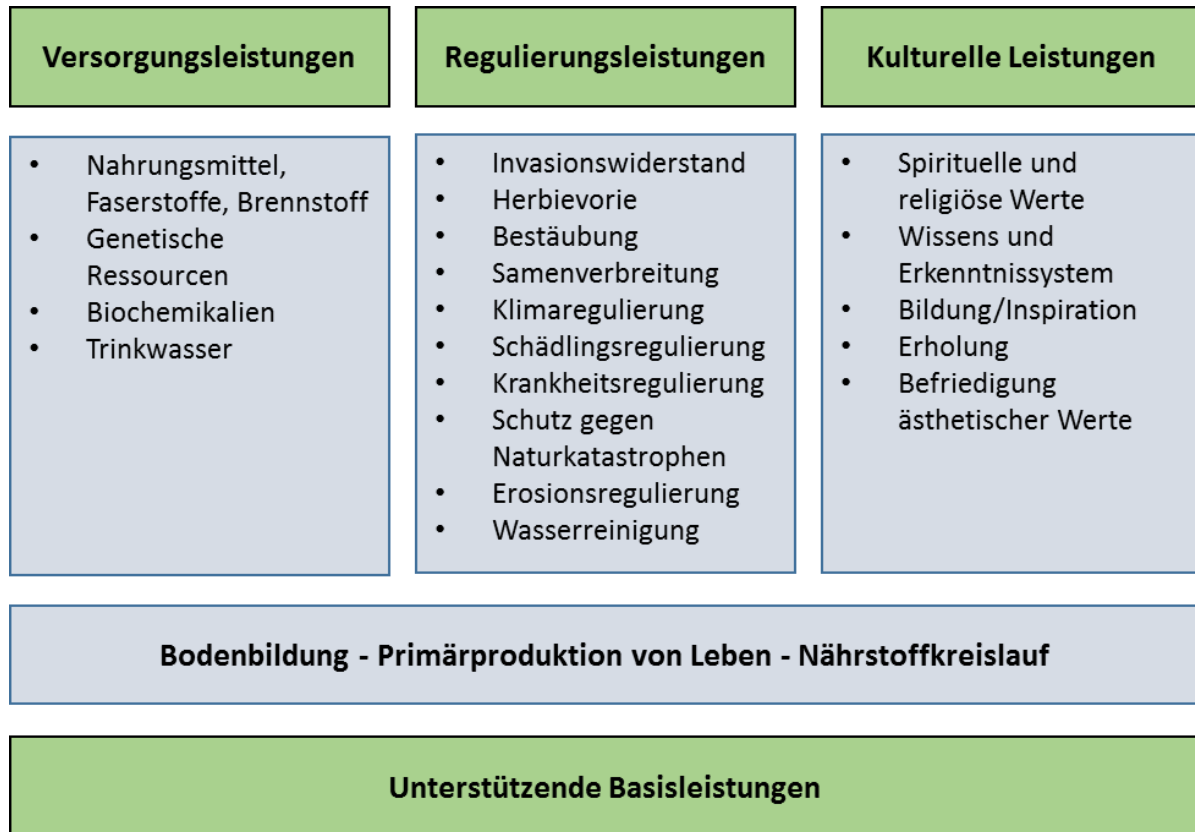 Versorgungsleistungen
Regulierungsleistungen
Kulturelle Leistungen
• Nahrungsmittel,
Faserstoffe, Brennstoff
• Genetische
Ressourcen
• Biochemikalien
• Trinkwasser
• Invasionswiderstand
• Herbievorie
• Bestäubung
• Samenverbreitung
• Klimaregulierung
• Schädlingsregulierung
• Krankheitsregulierung
• Schutz gegen
Naturkatastrophen
• Erosionsregulierung
• Wasserreinigung
• Spirituelle und
religiöse Werte
• Wissens und
Erkenntnissystem
• Bildung/Inspiration
• Erholung
• Befriedigung
ästhetischer Werte
Bodenbildung - Primärproduktion von Leben - Nährstoffkreislauf
Unterstützende Basisleistungen